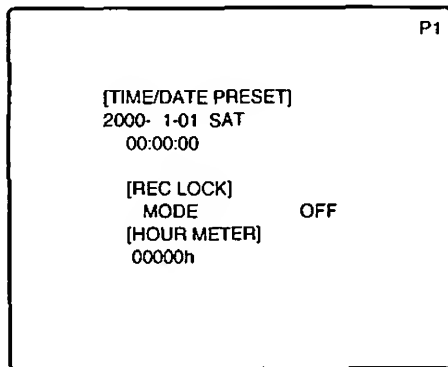 P1
[TIME/DATE PRESET]
2000- 1-01 SAT
00:00:00
[REC LOCK]
MODE OFF
[HOUR METER]
00000h